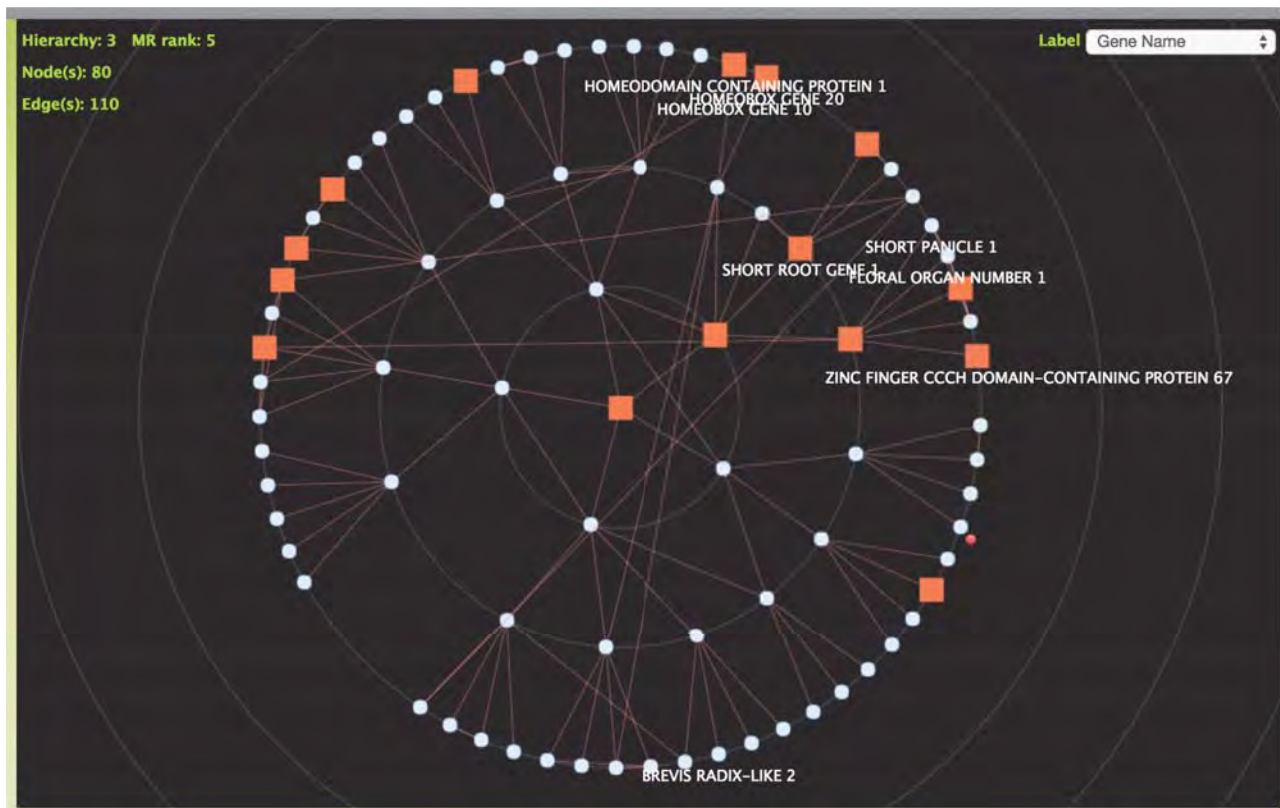 Hierarchy: 3 MR rank: 5
Label Gene Name
Node(s): 80
Edge(s): 110
HOMEODOMAIN CONTAINING PROTEIN 1
HOMEOBOX GENE 20
HOMEOBOX GENE 10
SHORT PANICLE 1
SHORT ROOT GENE 1
FLORAL ORGAN NUMBER 1
ZINC FINGER CCCH DOMAIN-CONTAINING PROTEIN 67
BREVIS RADIX-LIKE 2